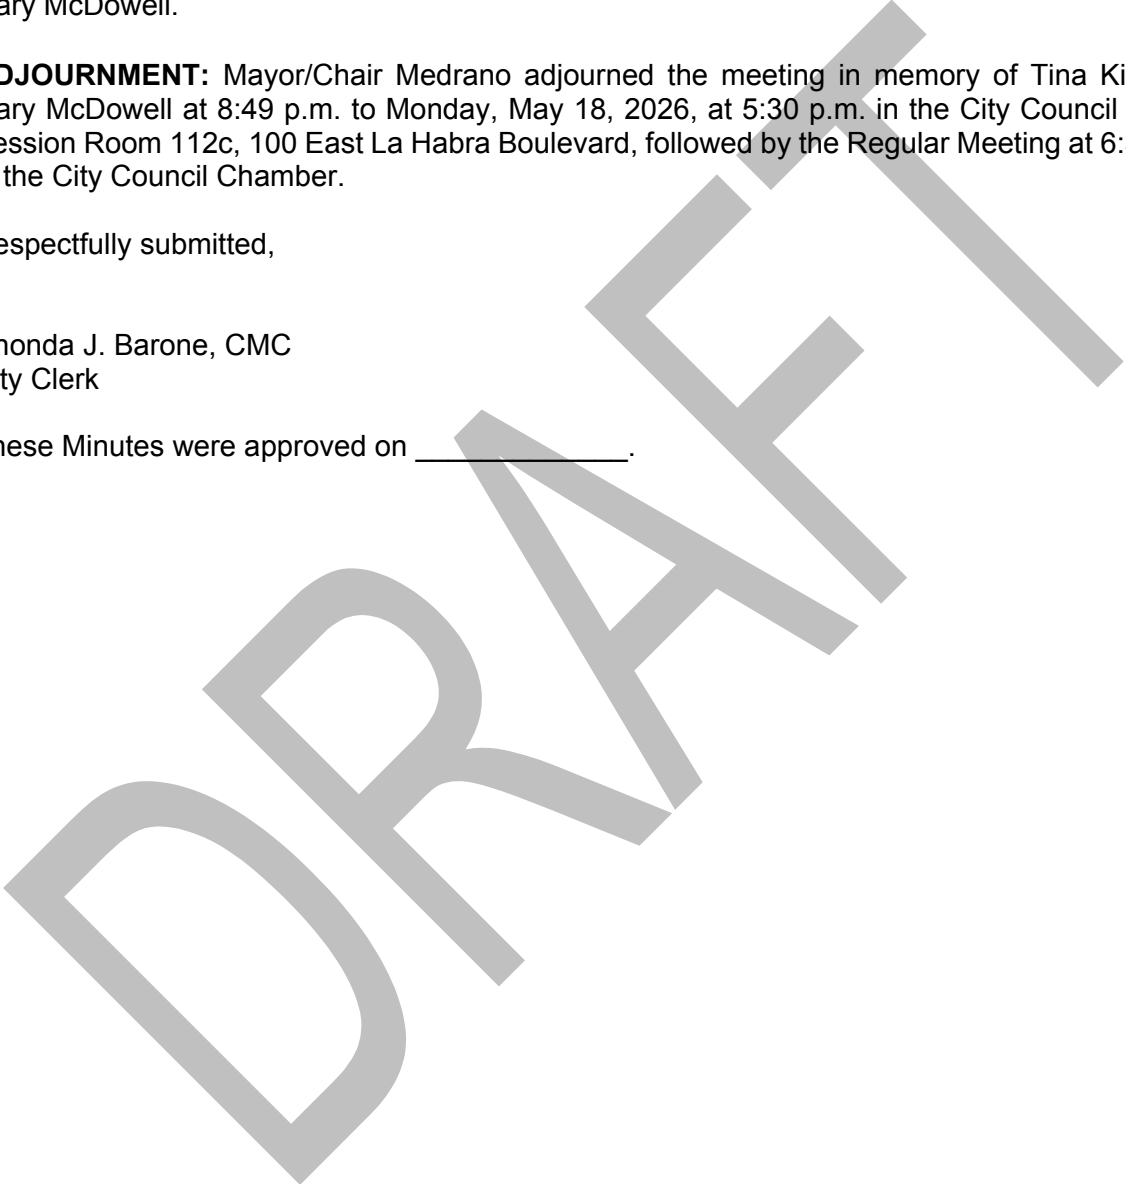 ary McDowell.
DJOURNMENT: Mayor/Chair Medrano adjourned the meeting in memory of Tina Ki
ary McDowell at 8:49 p.m. to Monday, May 18, 2026, at 5:30 p.m. in the City Council
ession Room 112c, 100 East La Habra Boulevard, followed by the Regular Meeting at 6:
the City Council Chamber.
espectfully submitted,
honda J. Barone, CMC
ty Clerk
hese Minutes were approved on _____________.
DRAFT